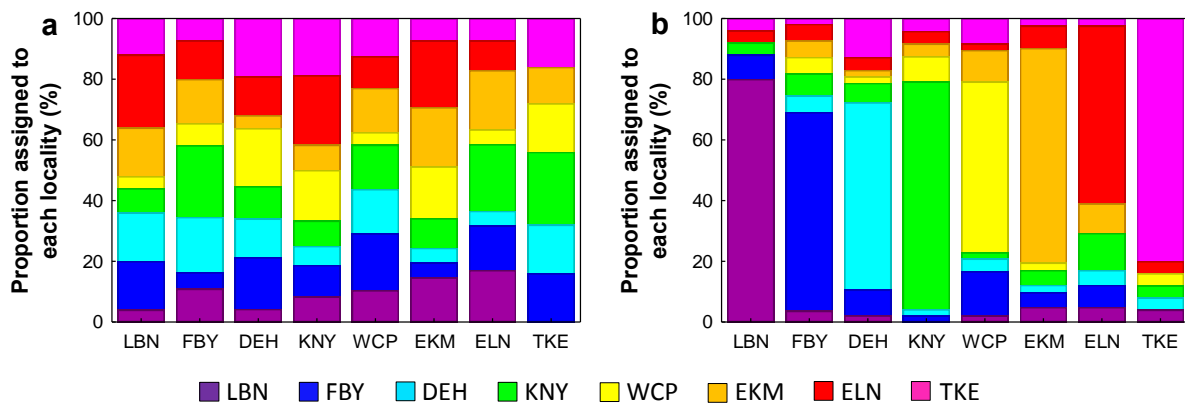 a
b
Proportion assigned to
each locality (%)
100
80
60
40
20
0
LBN FBY DEH KNY WCP EKM ELN TKE
Proportion assigned to
each locality (%)
100
80
60
40
20
0
LBN FBY DEH KNY WCP EKM ELN TKE
LBN FBY DEH KNY WCP EKM ELN TKE